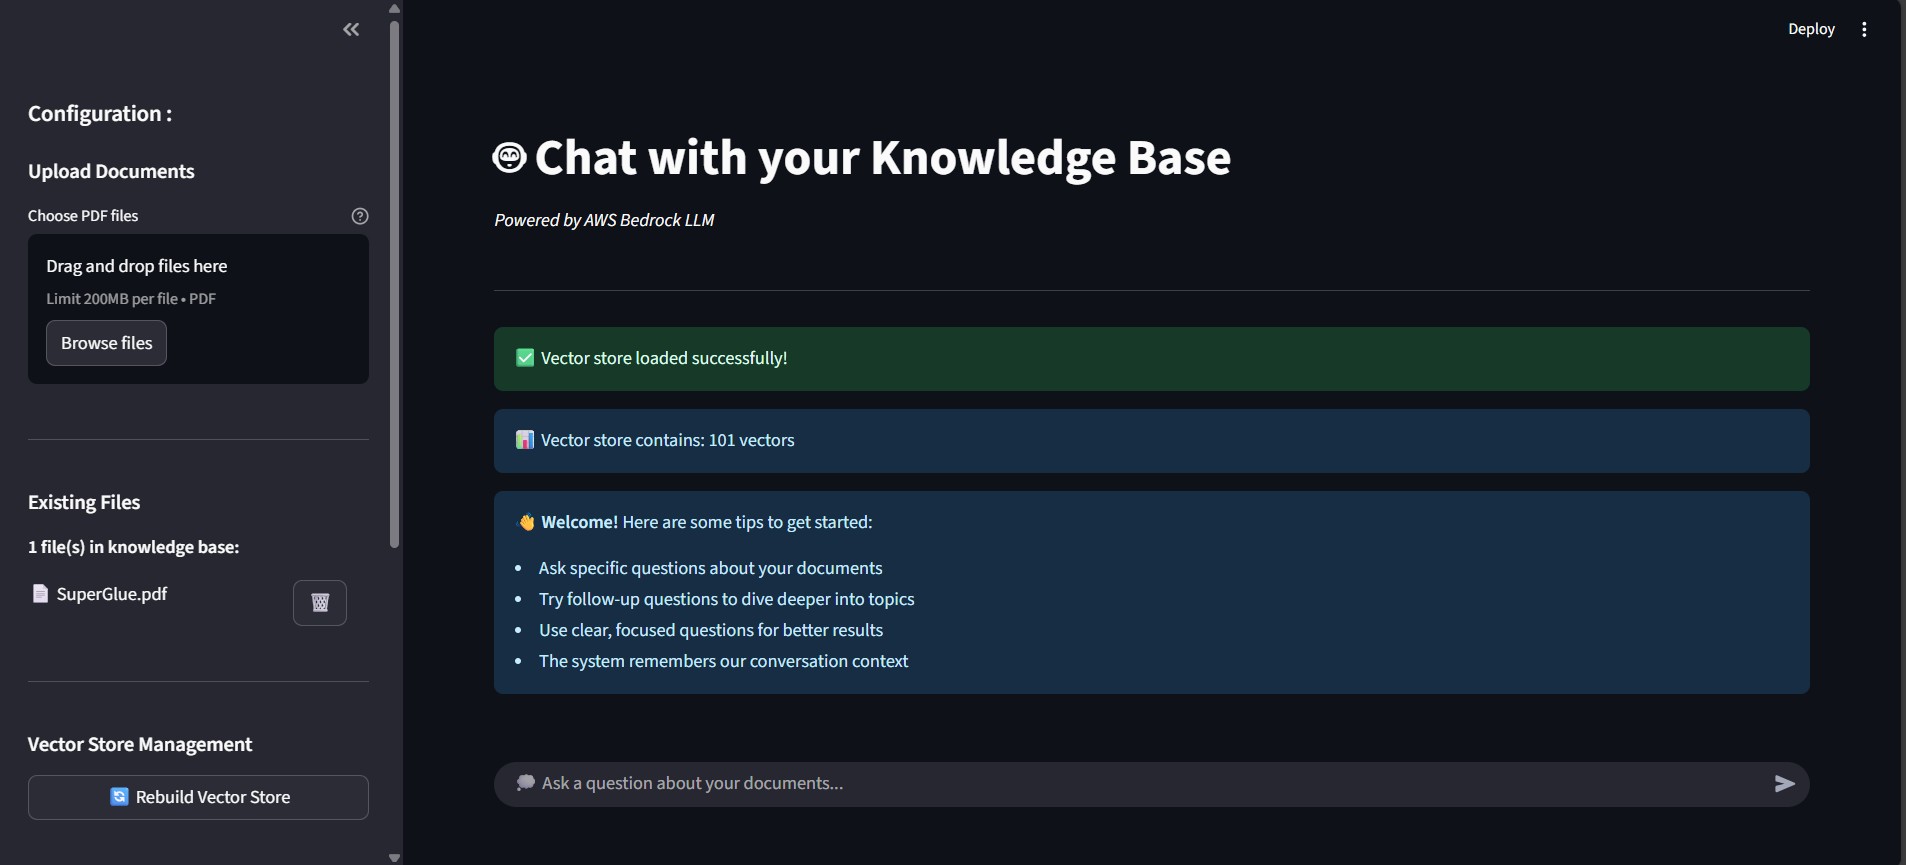 Deploy
Configuration :
Upload Documents
Choose PDF files
Drag and drop files here
Limit 200MB per file • PDF
Browse files
Existing Files
1 file(s) in knowledge base:
SuperGlue.pdf
Vector Store Management
Rebuild Vector Store
Chat with your Knowledge Base
Powered by AWS Bedrock LLM
Vector store loaded successfully!
Vector store contains: 101 vectors
Welcome! Here are some tips to get started:
• Ask specific questions about your documents
• Try follow-up questions to dive deeper into topics
• Use clear, focused questions for better results
• The system remembers our conversation context
Ask a question about your documents...